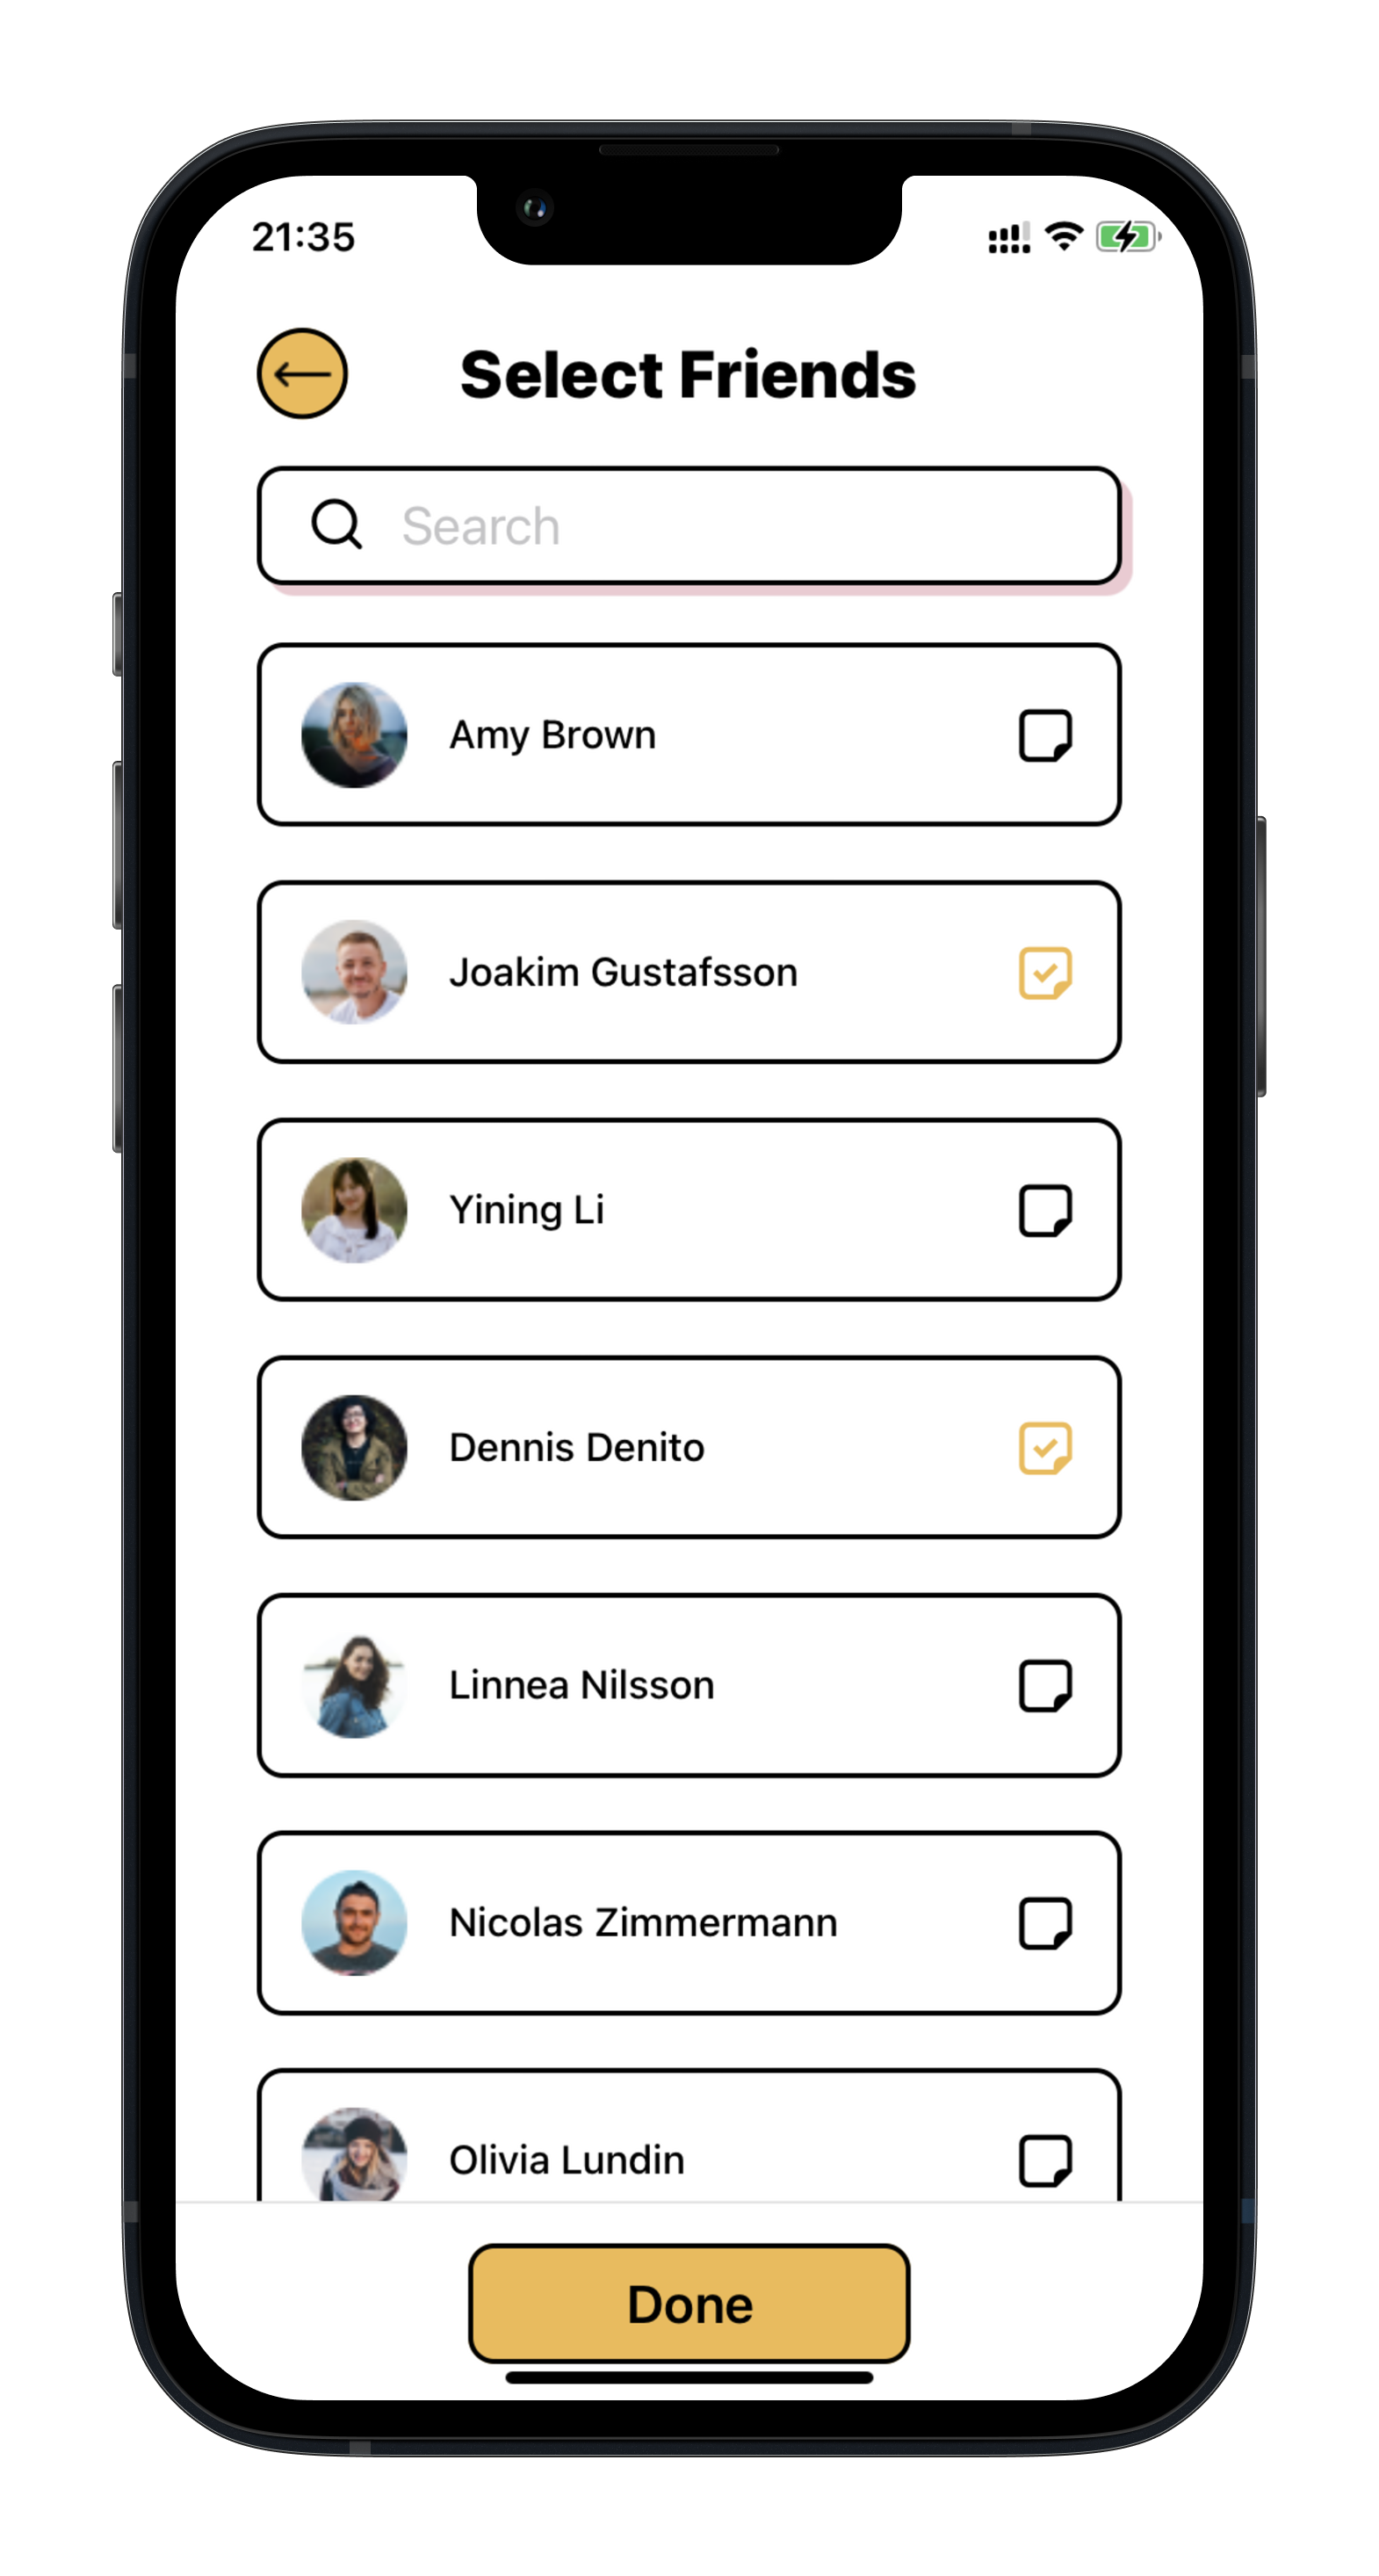 21:35
Select Friends
Search
Amy Brown
Joakim Gustafsson
Yining Li
Dennis Denito
Linnea Nilsson
Nicolas Zimmermann
Olivia Lundin
Done